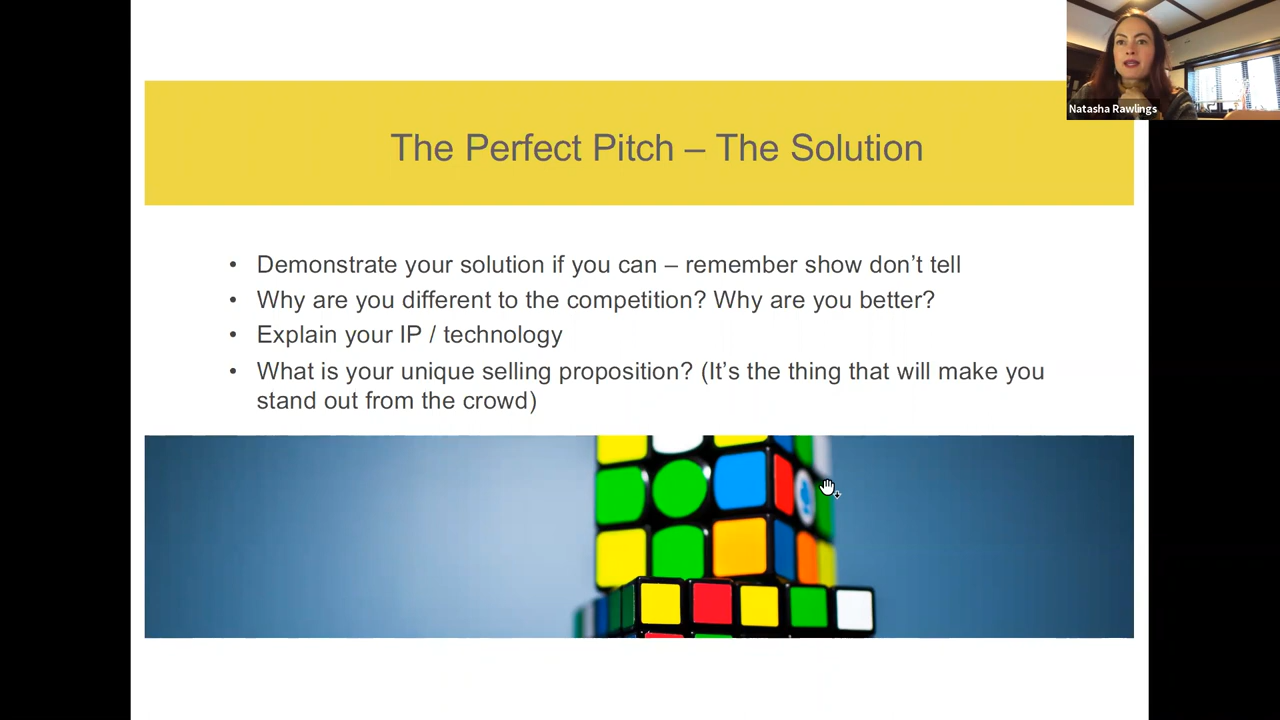 Natasha Rawlings
The Perfect Pitch – The Solution
• Demonstrate your solution if you can – remember show don’t tell
• Why are you different to the competition? Why are you better?
• Explain your IP / technology
• What is your unique selling proposition? (It’s the thing that will make you
stand out from the crowd)